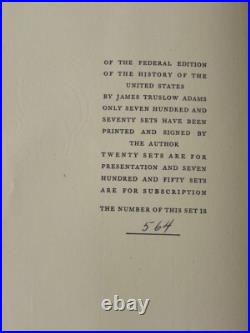 OF THE FEDERAL EDITION
OF THE HISTORY OF THE
UNITED STATES
BY JAMES TRUSLOW ADAMS
ONLY SEVEN HUNDRED AND
SEVENTY SETS HAVE BEEN
PRINTED AND SIGNED BY
THE AUTHOR
TWENTY SETS ARE FOR
PRESENTATION AND SEVEN
HUNDRED AND FIFTY SETS
ARE FOR SUBSCRIPTION
THE NUMBER OF THIS SET IS
564